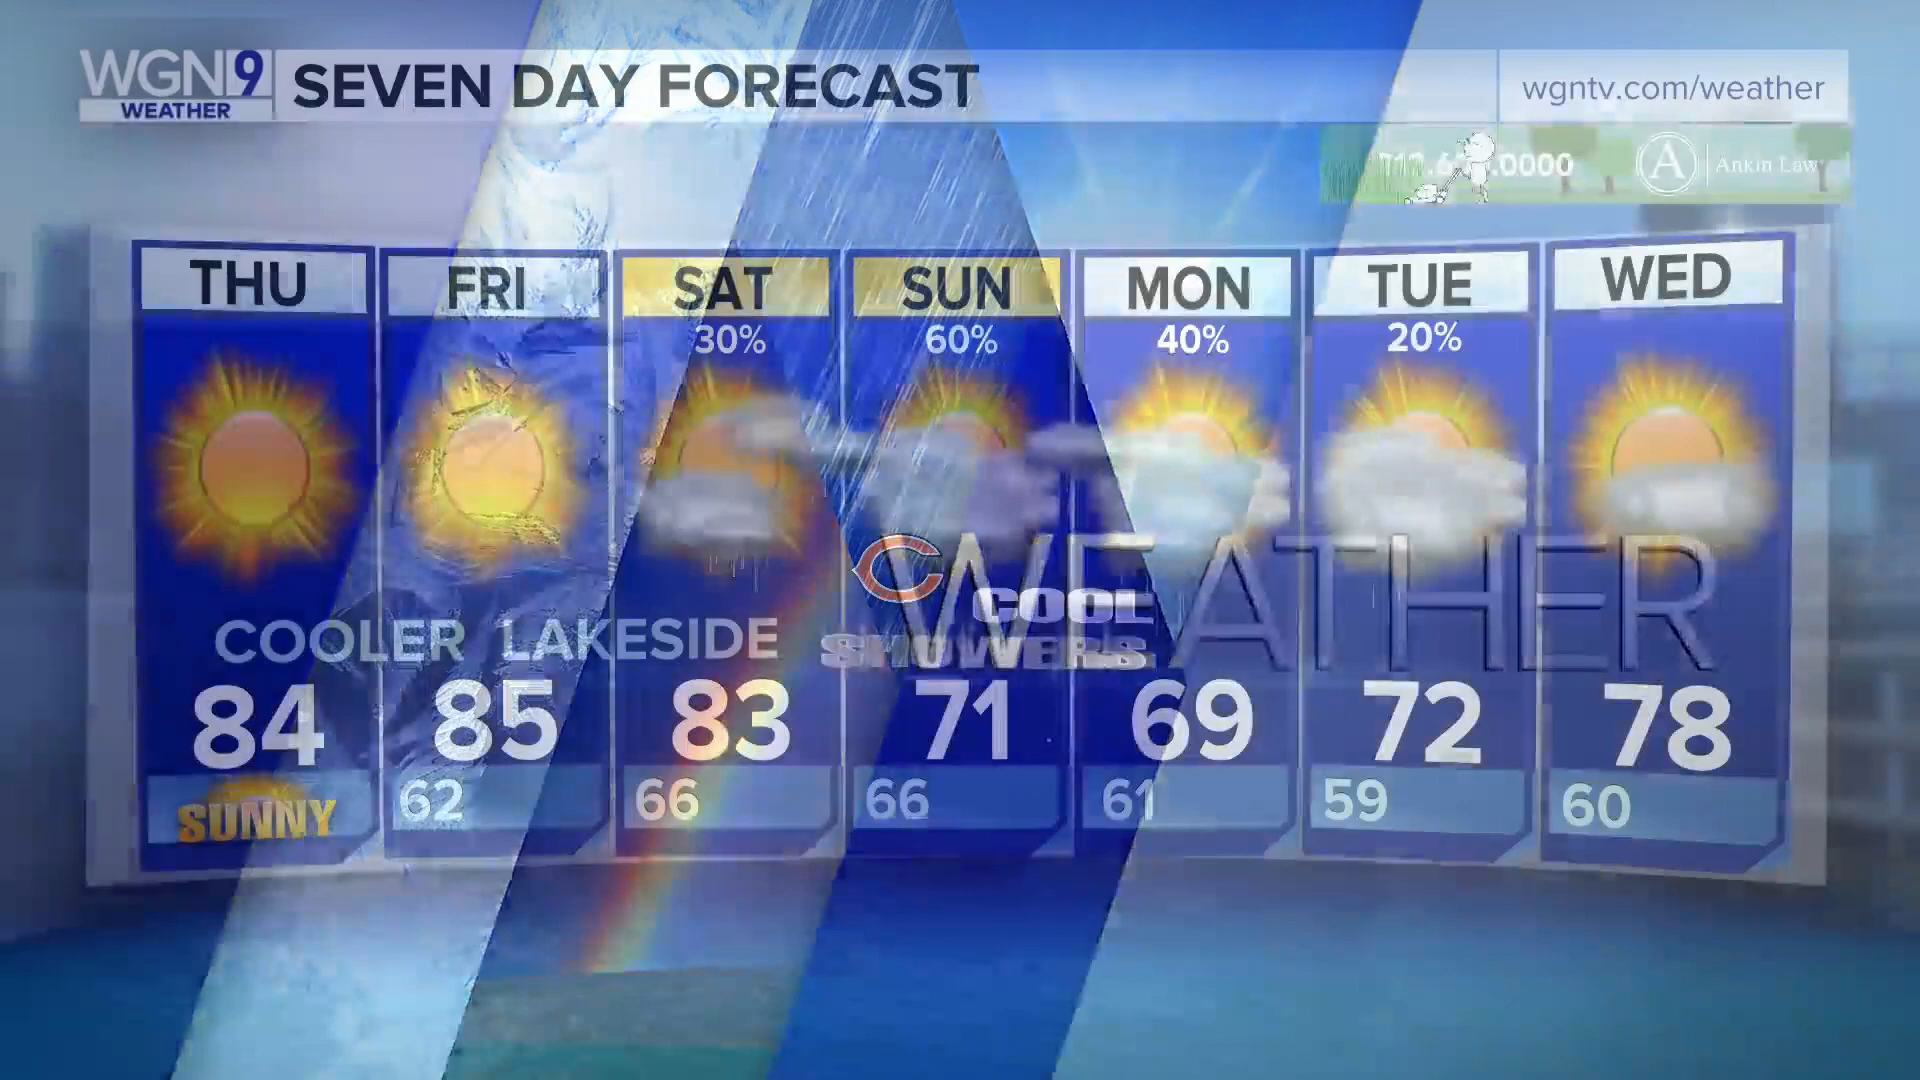 WGN9
WEATHER
SEVEN DAY FORECAST
wgntv.com/weather
.0000
A
Ankin Law
THU FRI SAT SUN MON TUE WED
30% 60% 40% 20%
WEATHER
COOL
SHOWERS
COOLER LAKESIDE
84 85 83 71 69 72 78
SUNNY 62 66 66 61 59 60